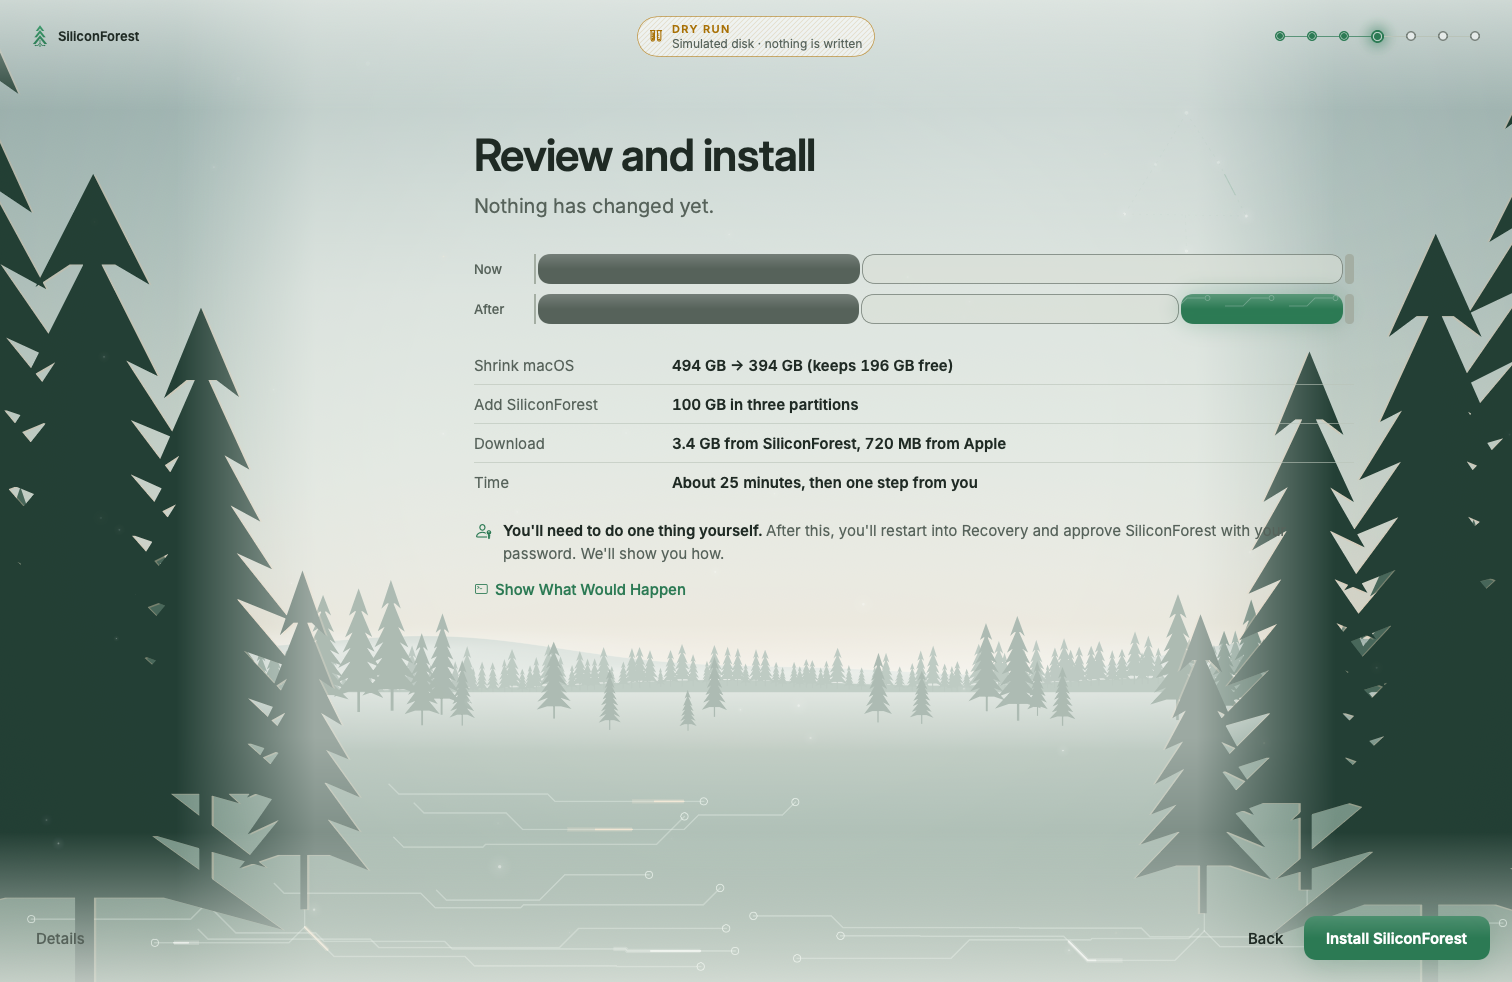 SiliconForest
DRY RUN
Simulated disk · nothing is written
Review and install
Nothing has changed yet.
Now
After
Shrink macOS
494 GB → 394 GB (keeps 196 GB free)
Add SiliconForest
100 GB in three partitions
Download
3.4 GB from SiliconForest, 720 MB from Apple
Time
About 25 minutes, then one step from you
You'll need to do one thing yourself. After this, you'll restart into Recovery and approve SiliconForest with your
password. We'll show you how.
Show What Would Happen
Details
Back
Install SiliconForest